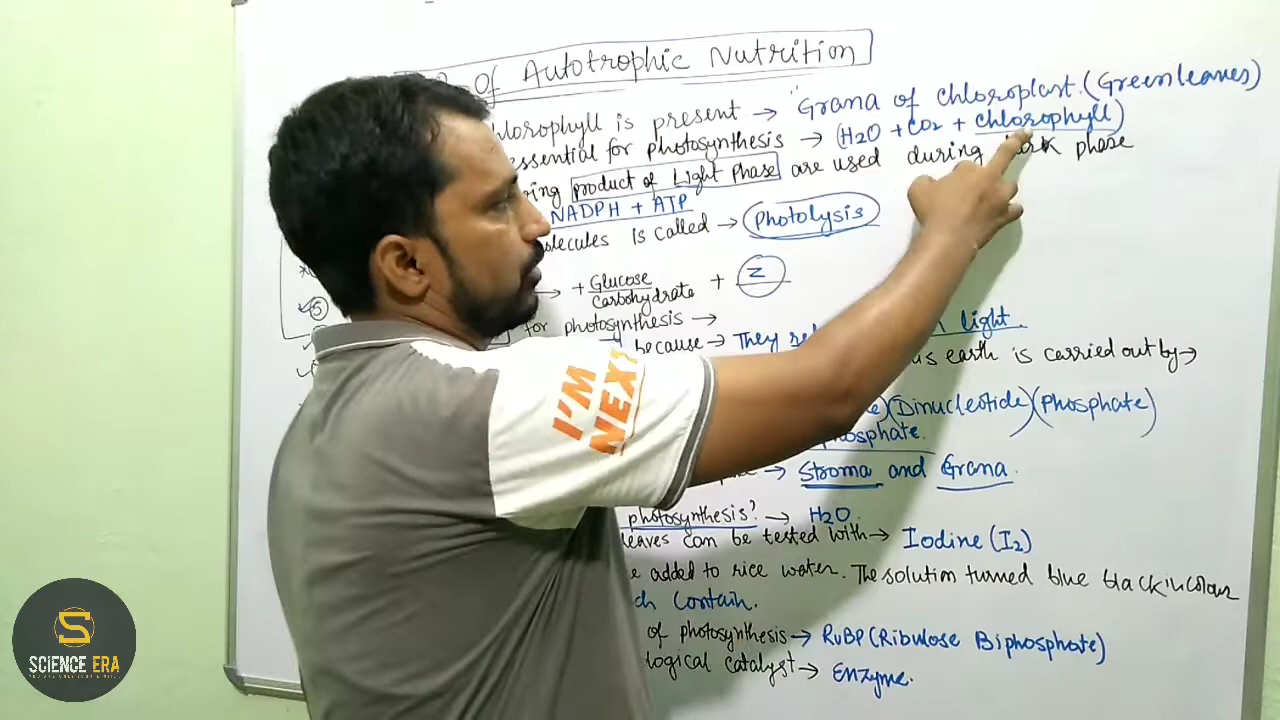 of Autotrophic Nutrition
hlorophyll is present → Grana of chloroplast. (Green leaves)
essential for photosynthesis → (H2O + CO2 + chlorophyll)
ring product of Light Phase are used during dark phase
NADPH + ATP
olecules is called → Photolysis
→ + Glucose + Z
carbohydrate
for photosynthesis →
because → They light
us earth is carried out by →
(Dinucleotide) (Phosphate)
phosphate.
→ Stroma and Grana.
photosynthesis? → H2O
leaves can be tested with → Iodine (I2)
e added to rice water. The solution turned blue black in colour
ch contain.
of photosynthesis → RuBP (Ribulose Biphosphate)
logical catalyst → Enzyme.
I'M
NEXT
S
SCIENCE ERA